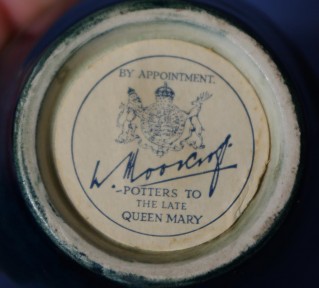 BY APPOINTMENT.
W. Moorcroft
POTTERS TO
THE LATE
QUEEN MARY